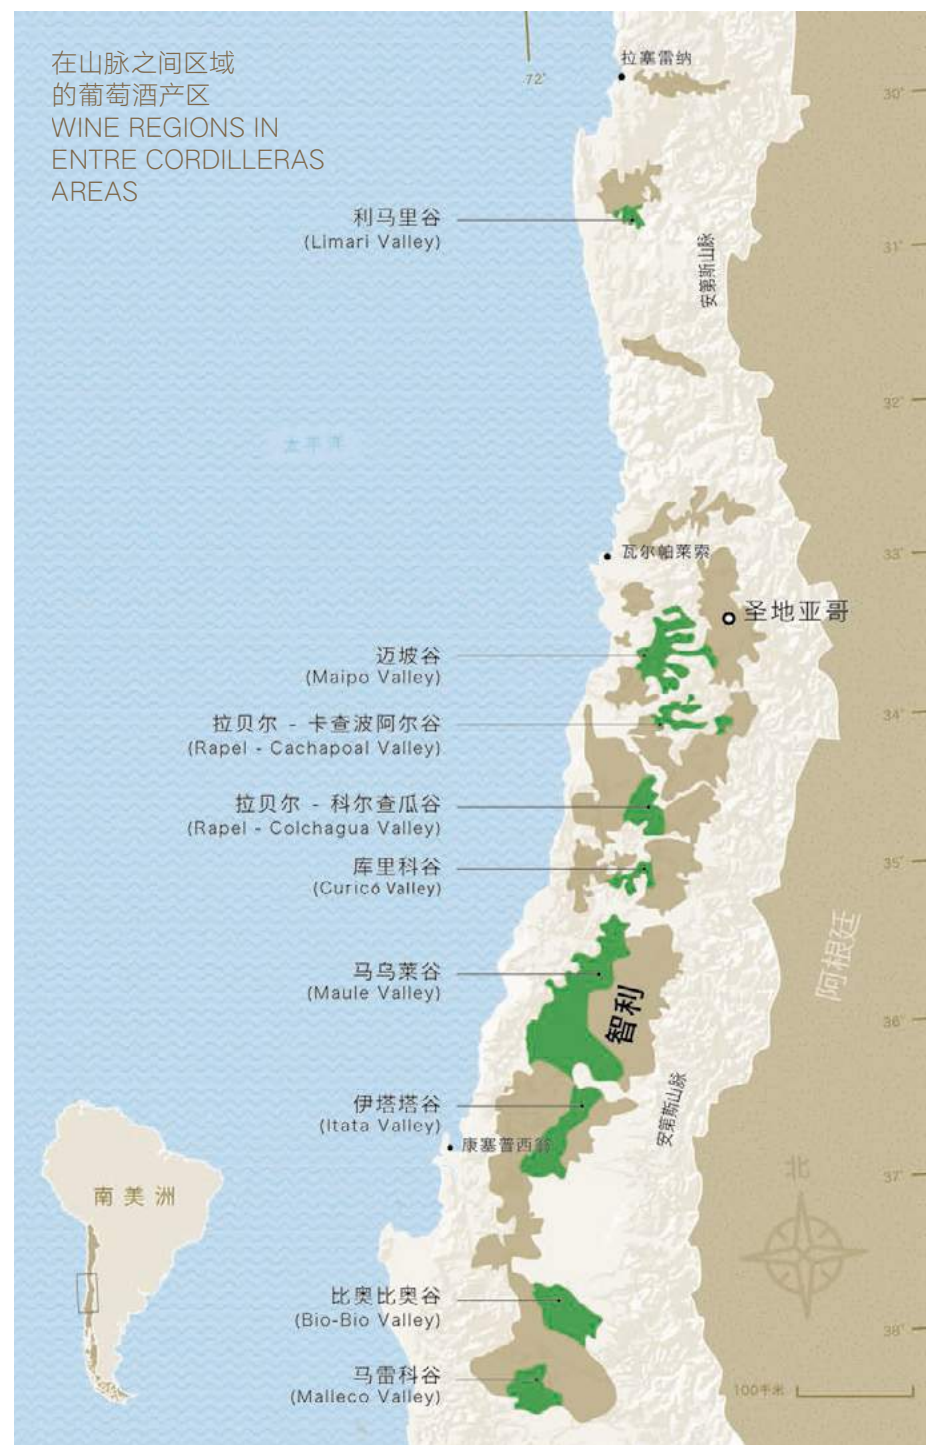 在山脉之间区域
的葡萄酒产区
WINE REGIONS IN
ENTRE CORDILLERAS
AREAS
72°
拉塞雷纳
30°
利马里谷
(Limari Valley)
31°
安第斯山脉
32°
太平洋
33°
瓦尔帕莱索
圣地亚哥
迈坡谷
(Maipo Valley)
34°
拉贝尔 - 卡查波阿尔谷
(Rapel - Cachapoal Valley)
拉贝尔 - 科尔查瓜谷
(Rapel - Colchagua Valley)
35°
库里科谷
(Curicó Valley)
阿根廷
马乌莱谷
(Maule Valley)
智利
36°
伊塔塔谷
(Itata Valley)
安第斯山脉
康塞普西翁
北
37°
南美洲
比奥比奥谷
(Bio-Bio Valley)
38°
马雷科谷
(Malleco Valley)
100千米